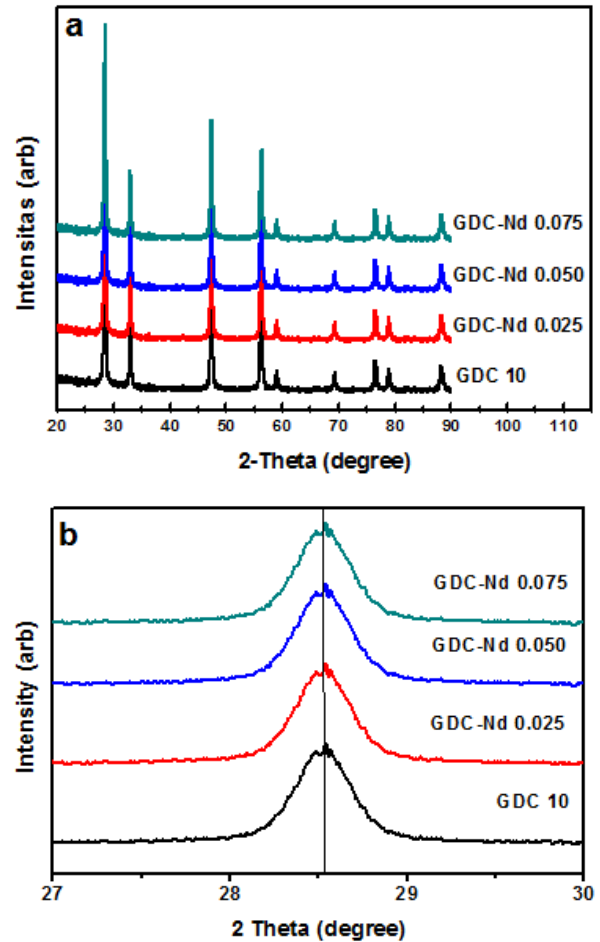 a
Intensitas (arb)
GDC-Nd 0.075
GDC-Nd 0.050
GDC-Nd 0.025
GDC 10
20 30 40 50 60 70 80 90 100 110
2-Theta (degree)
b
Intensity (arb)
GDC-Nd 0.075
GDC-Nd 0.050
GDC-Nd 0.025
GDC 10
27 28 29 30
2 Theta (degree)